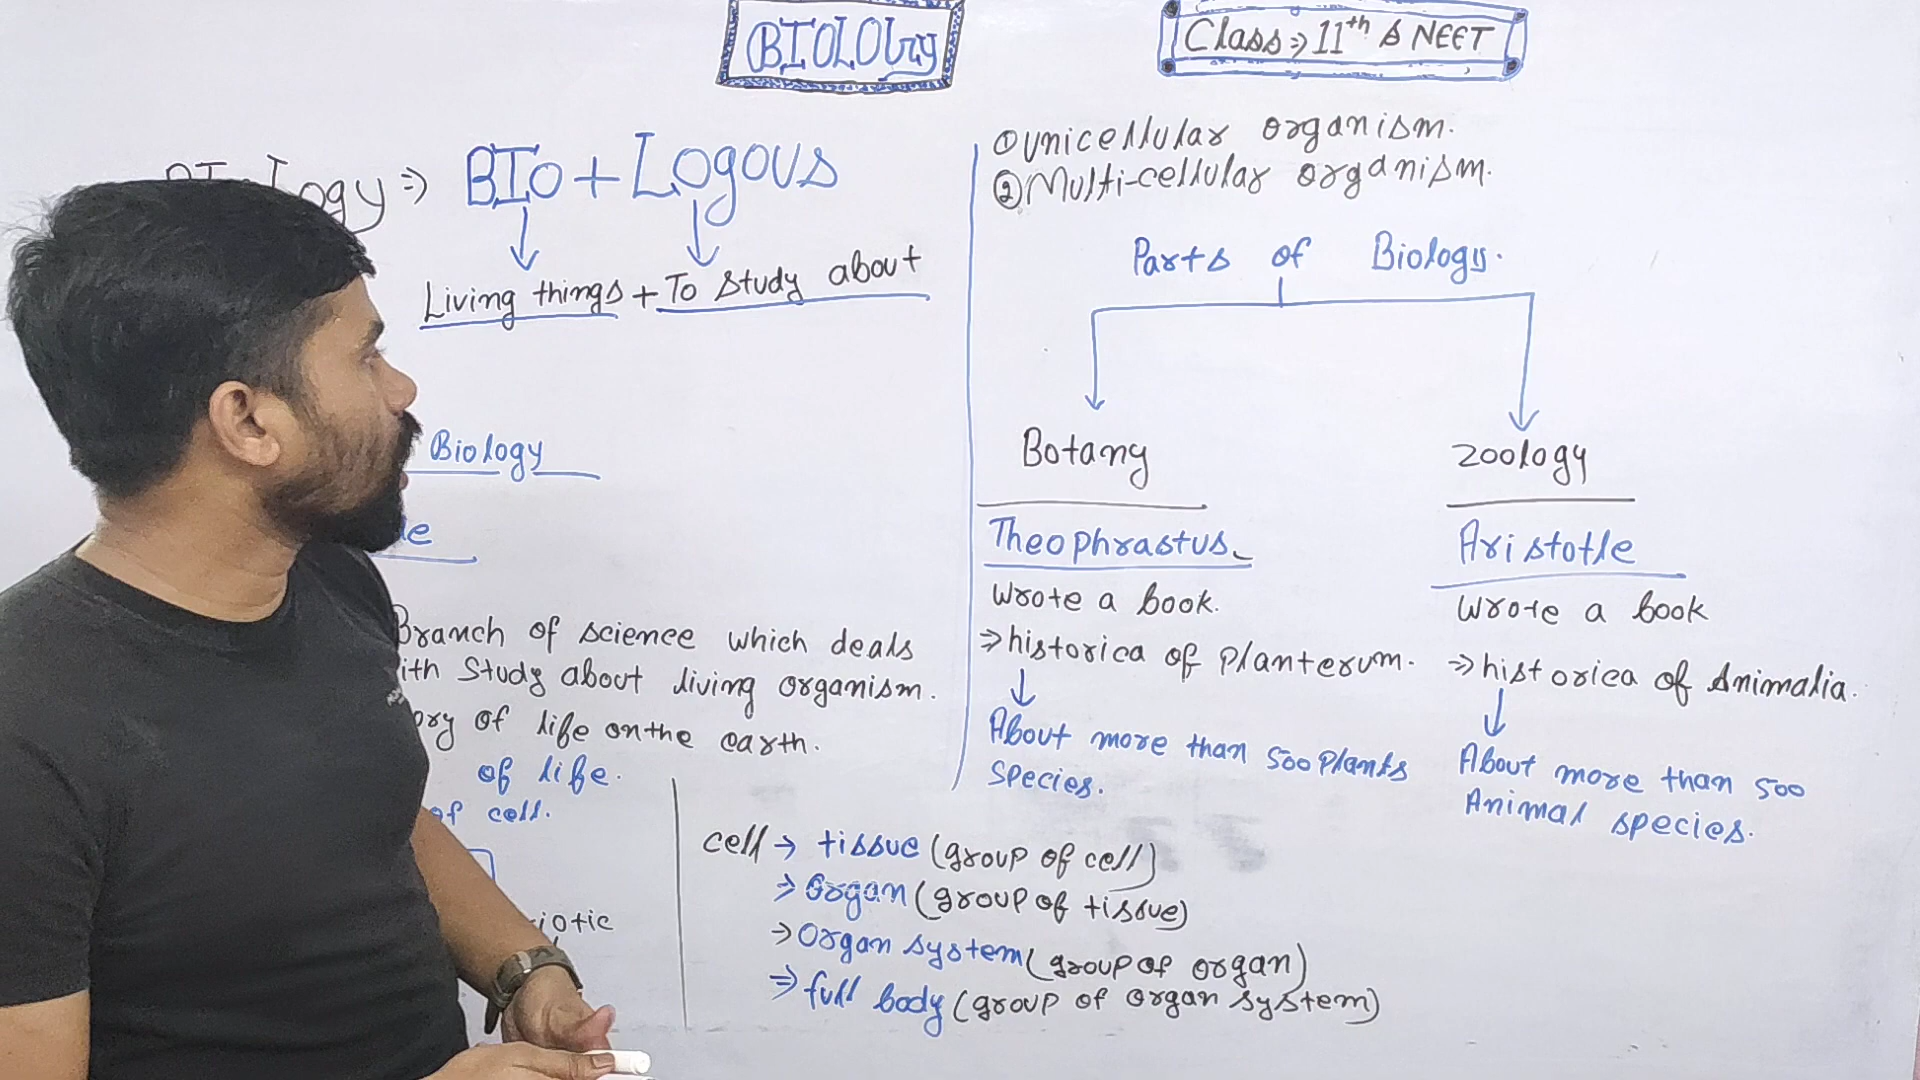 BIOLOGY
Class ⇒ 11th & NEET
Logy ⇒ BIo + Logous
Living things + To study about
Biology
Branch of science which deals
ith study about living organism.
ory of life on the earth.
of life.
of cell.
iotic
① unicellular organism.
② Multi-cellular organism.
Parts of Biology.
Botany
Theophrastus
wrote a book.
⇒ historica of planterum.
About more than 500 Plants
species.
zoology
Aristotle
wrote a book
⇒ historica of Animalia.
About more than 500
Animal species.
cell → tissue (group of cell)
⇒ organ (group of tissue)
→ organ system (group of organ)
⇒ full body (group of organ system)